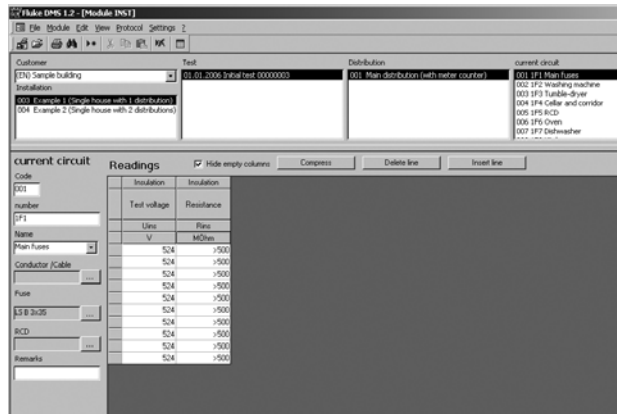 Fluke DMS 1.2 - [Module INST]
File Module Edit View Protocol Settings ?
Customer
(EN) Sample building
Installation
003 Example 1 (Single house with 1 distribution)
004 Example 2 (Single house with 2 distributions)
Test
01.01.2006 Initial test 00000003
Distribution
001 Main distribution (with meter counter)
current circuit
001 1F1 Main fuses
002 1F2 Washing machine
003 1F3 Tumble-dryer
004 1F4 Cellar and corridor
005 1F5 RCD
006 1F6 Oven
007 1F7 Dishwasher
current circuit
Code
001
number
1F1
Name
Main fuses
Conductor /Cable
...
Fuse
LS B 3x35
...
RCD
...
Remarks
Readings
Hide empty columns
Compress
Delete line
Insert line
Insulation Insulation
Test voltage Resistance
Uins Rins
V MOhm
524 >500
524 >500
524 >500
524 >500
524 >500
524 >500
524 >500
524 >500
524 >500
524 >500